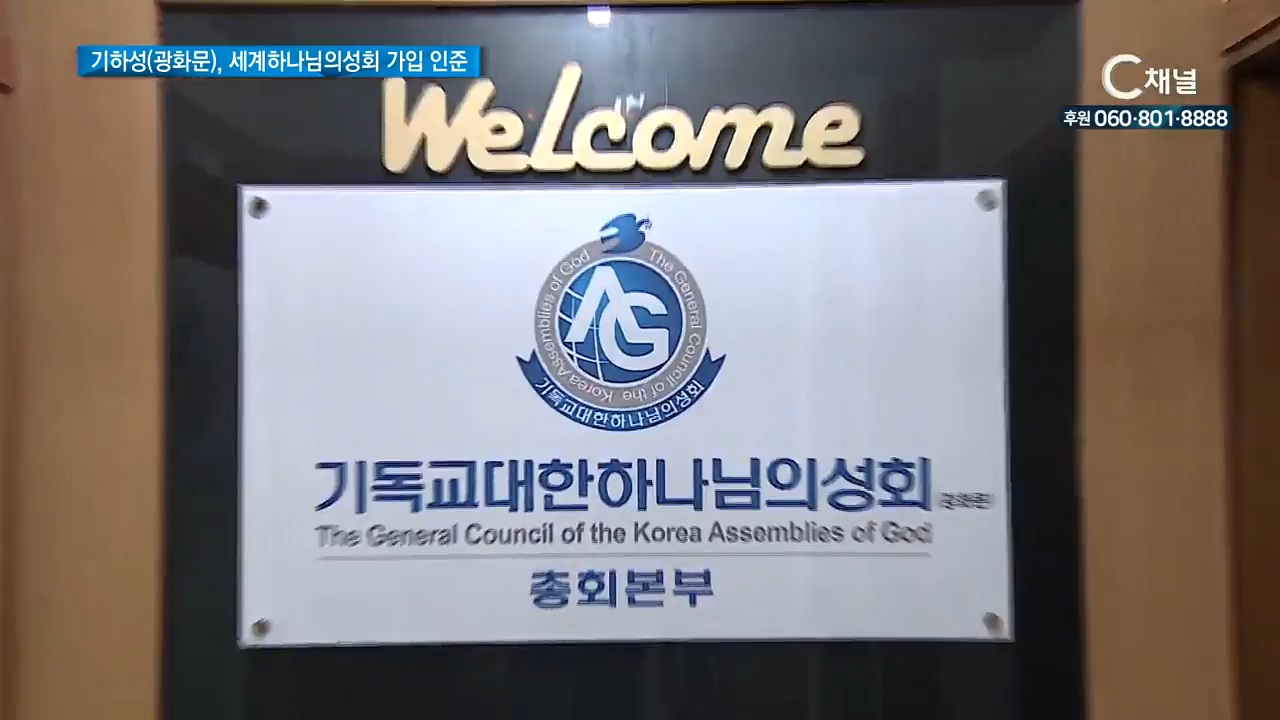 기하성(광화문), 세계하나님의성회 가입 인준
C채널
후원 060·801·8888
Welcome
The General Council of the Korea Assemblies of God
AG
기독교대한하나님의성회
기독교대한하나님의성회 (광화문)
The General Council of the Korea Assemblies of God
총회본부